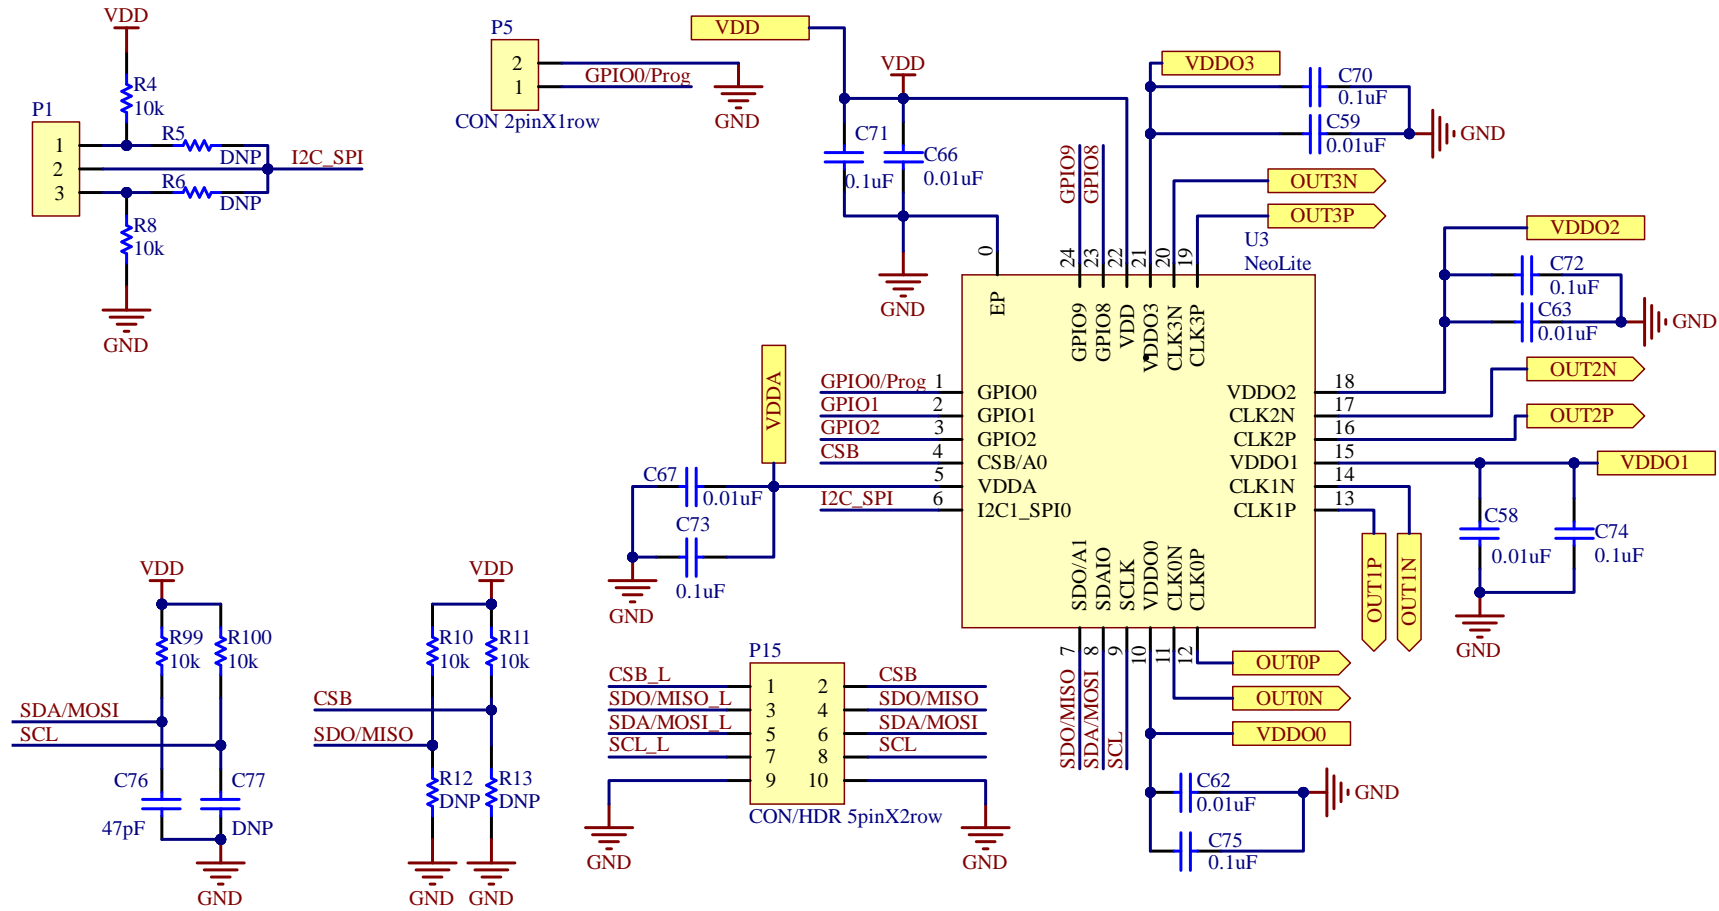 VDD
R4
10k
P1
1
2
3
R5
DNP
I2C_SPI
R6
DNP
R8
10k
GND
P5
2
1
GPIO0/Prog
CON 2pinX1row
GND
VDD
VDD
C71
0.1uF
C66
0.01uF
GND
VDDO3
C70
0.1uF
C59
0.01uF
GND
GPIO9
GPIO8
OUT3N
OUT3P
U3
NeoLite
0
24
23
22
21
20
19
EP
GPIO9
GPIO8
VDD
VDDO3
CLK3N
CLK3P
VDDO2
C72
0.1uF
C63
0.01uF
GND
OUT2N
OUT2P
VDDA
GPIO0/Prog 1 GPIO0
GPIO1 2 GPIO1
GPIO2 3 GPIO2
CSB 4 CSB/A0
5 VDDA
I2C_SPI 6 I2C1_SPI0
VDDO2 18
CLK2N 17
CLK2P 16
VDDO1 15
CLK1N 14
CLK1P 13
VDDO1
C67
0.01uF
C73
0.1uF
GND
C58
0.01uF
C74
0.1uF
GND
OUT1P
OUT1N
SDO/A1
SDAIO
SCLK
VDDO0
CLK0N
CLK0P
7
8
9
10
11
12
SDO/MISO
SDA/MOSI
SCL
OUT0P
OUT0N
VDDO0
C62
0.01uF
C75
0.1uF
GND
VDD
R99
10k
R100
10k
SDA/MOSI
SCL
C76
47pF
C77
DNP
GND
VDD
R10
10k
R11
10k
CSB
SDO/MISO
R12
DNP
R13
DNP
GND
GND
P15
CSB_L 1 2 CSB
SDO/MISO_L 3 4 SDO/MISO
SDA/MOSI_L 5 6 SDA/MOSI
SCL_L 7 8 SCL
9 10
CON/HDR 5pinX2row
GND
GND